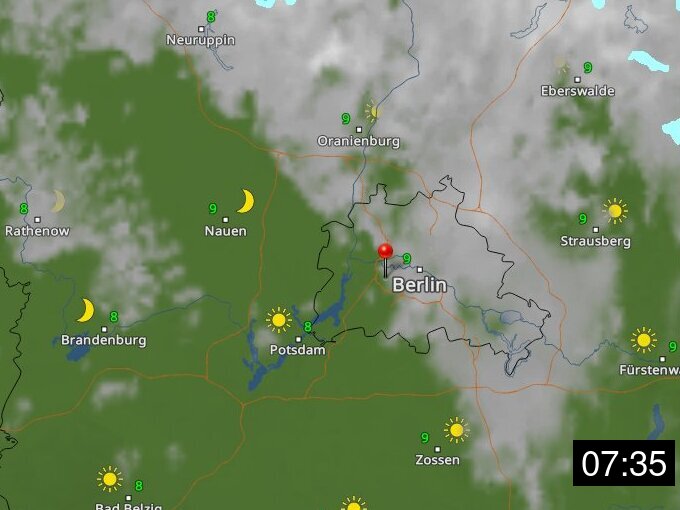 8
Neuruppin
9
Eberswalde
9
Oranienburg
8
Rathenow
9
Nauen
9
Strausberg
9
Berlin
8
Brandenburg
8
Potsdam
9
Fürstenwa
9
Zossen
07:35
8
Bad Belzig